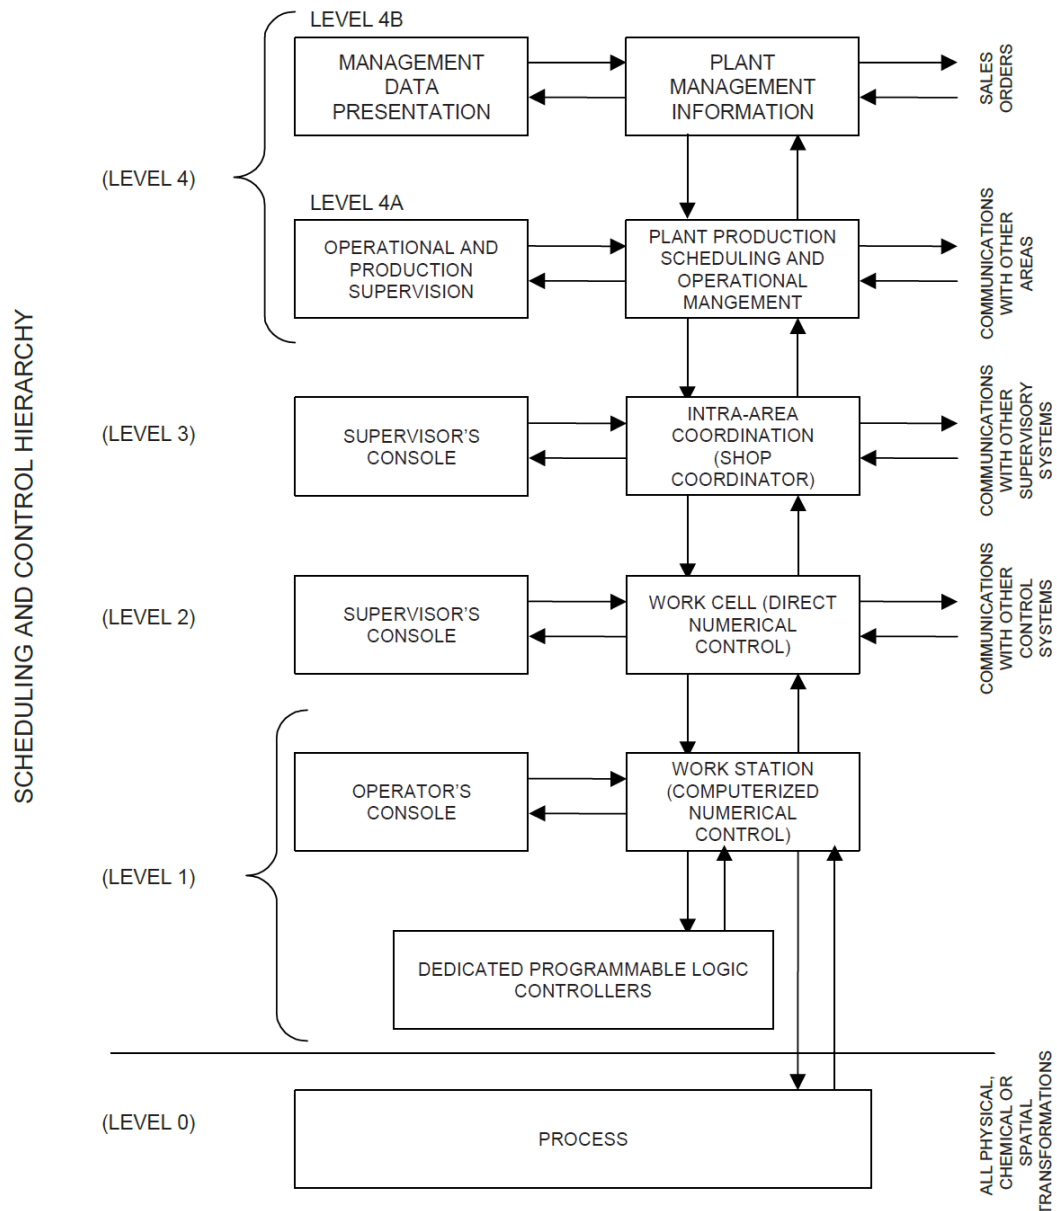 LEVEL 4B
MANAGEMENT
DATA
PRESENTATION
PLANT
MANAGEMENT
INFORMATION
SALES
ORDERS
(LEVEL 4)
LEVEL 4A
OPERATIONAL AND
PRODUCTION
SUPERVISION
PLANT PRODUCTION
SCHEDULING AND
OPERATIONAL
MANGEMENT
COMMUNICATIONS
WITH OTHER
AREAS
SCHEDULING AND CONTROL HIERARCHY
(LEVEL 3)
SUPERVISOR'S
CONSOLE
INTRA-AREA
COORDINATION
(SHOP
COORDINATOR)
COMMUNICATIONS
WITH OTHER
SUPERVISORY
SYSTEMS
(LEVEL 2)
SUPERVISOR'S
CONSOLE
WORK CELL (DIRECT
NUMERICAL
CONTROL)
COMMUNICATIONS
WITH OTHER
CONTROL
SYSTEMS
(LEVEL 1)
OPERATOR'S
CONSOLE
WORK STATION
(COMPUTERIZED
NUMERICAL
CONTROL)
DEDICATED PROGRAMMABLE LOGIC
CONTROLLERS
(LEVEL 0)
PROCESS
ALL PHYSICAL,
CHEMICAL OR
SPATIAL
TRANSFORMATIONS